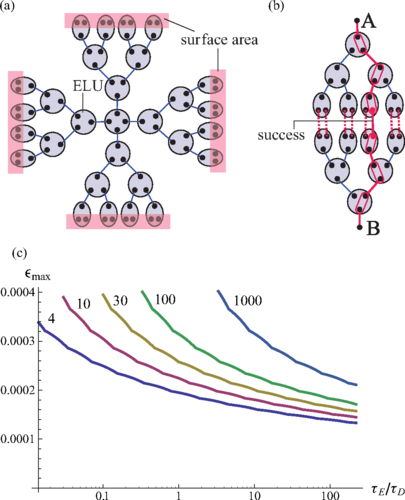 (a)
(b)
surface area
ELU
A
success
B
(c)
ϵmax
0.0004
4
10
30
100
1000
0.0003
0.0002
0.0001
0.1
1
10
100
τE/τD